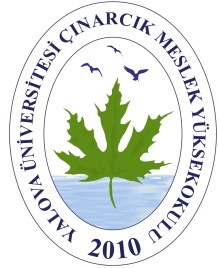 YALOVA ÜNİVERSİTESİ ÇINARCIK MESLEK YÜKSEKOKULU
2010